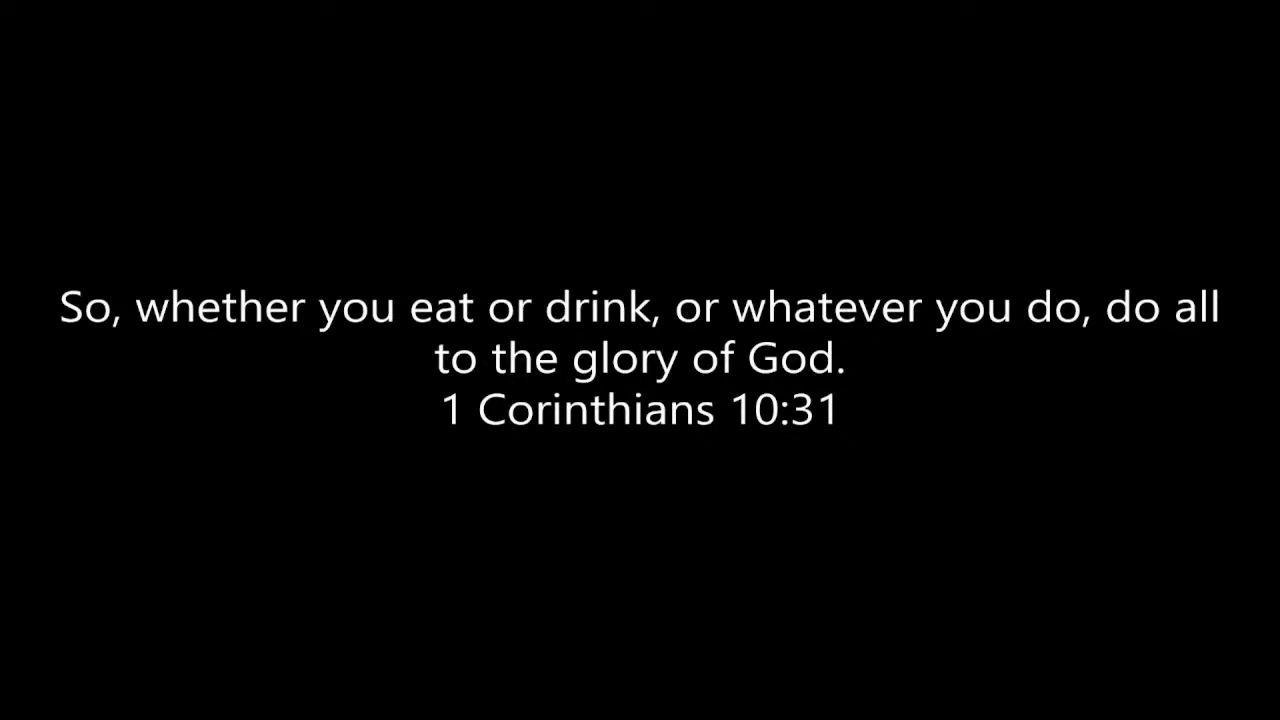 So, whether you eat or drink, or whatever you do, do all
to the glory of God.
1 Corinthians 10:31